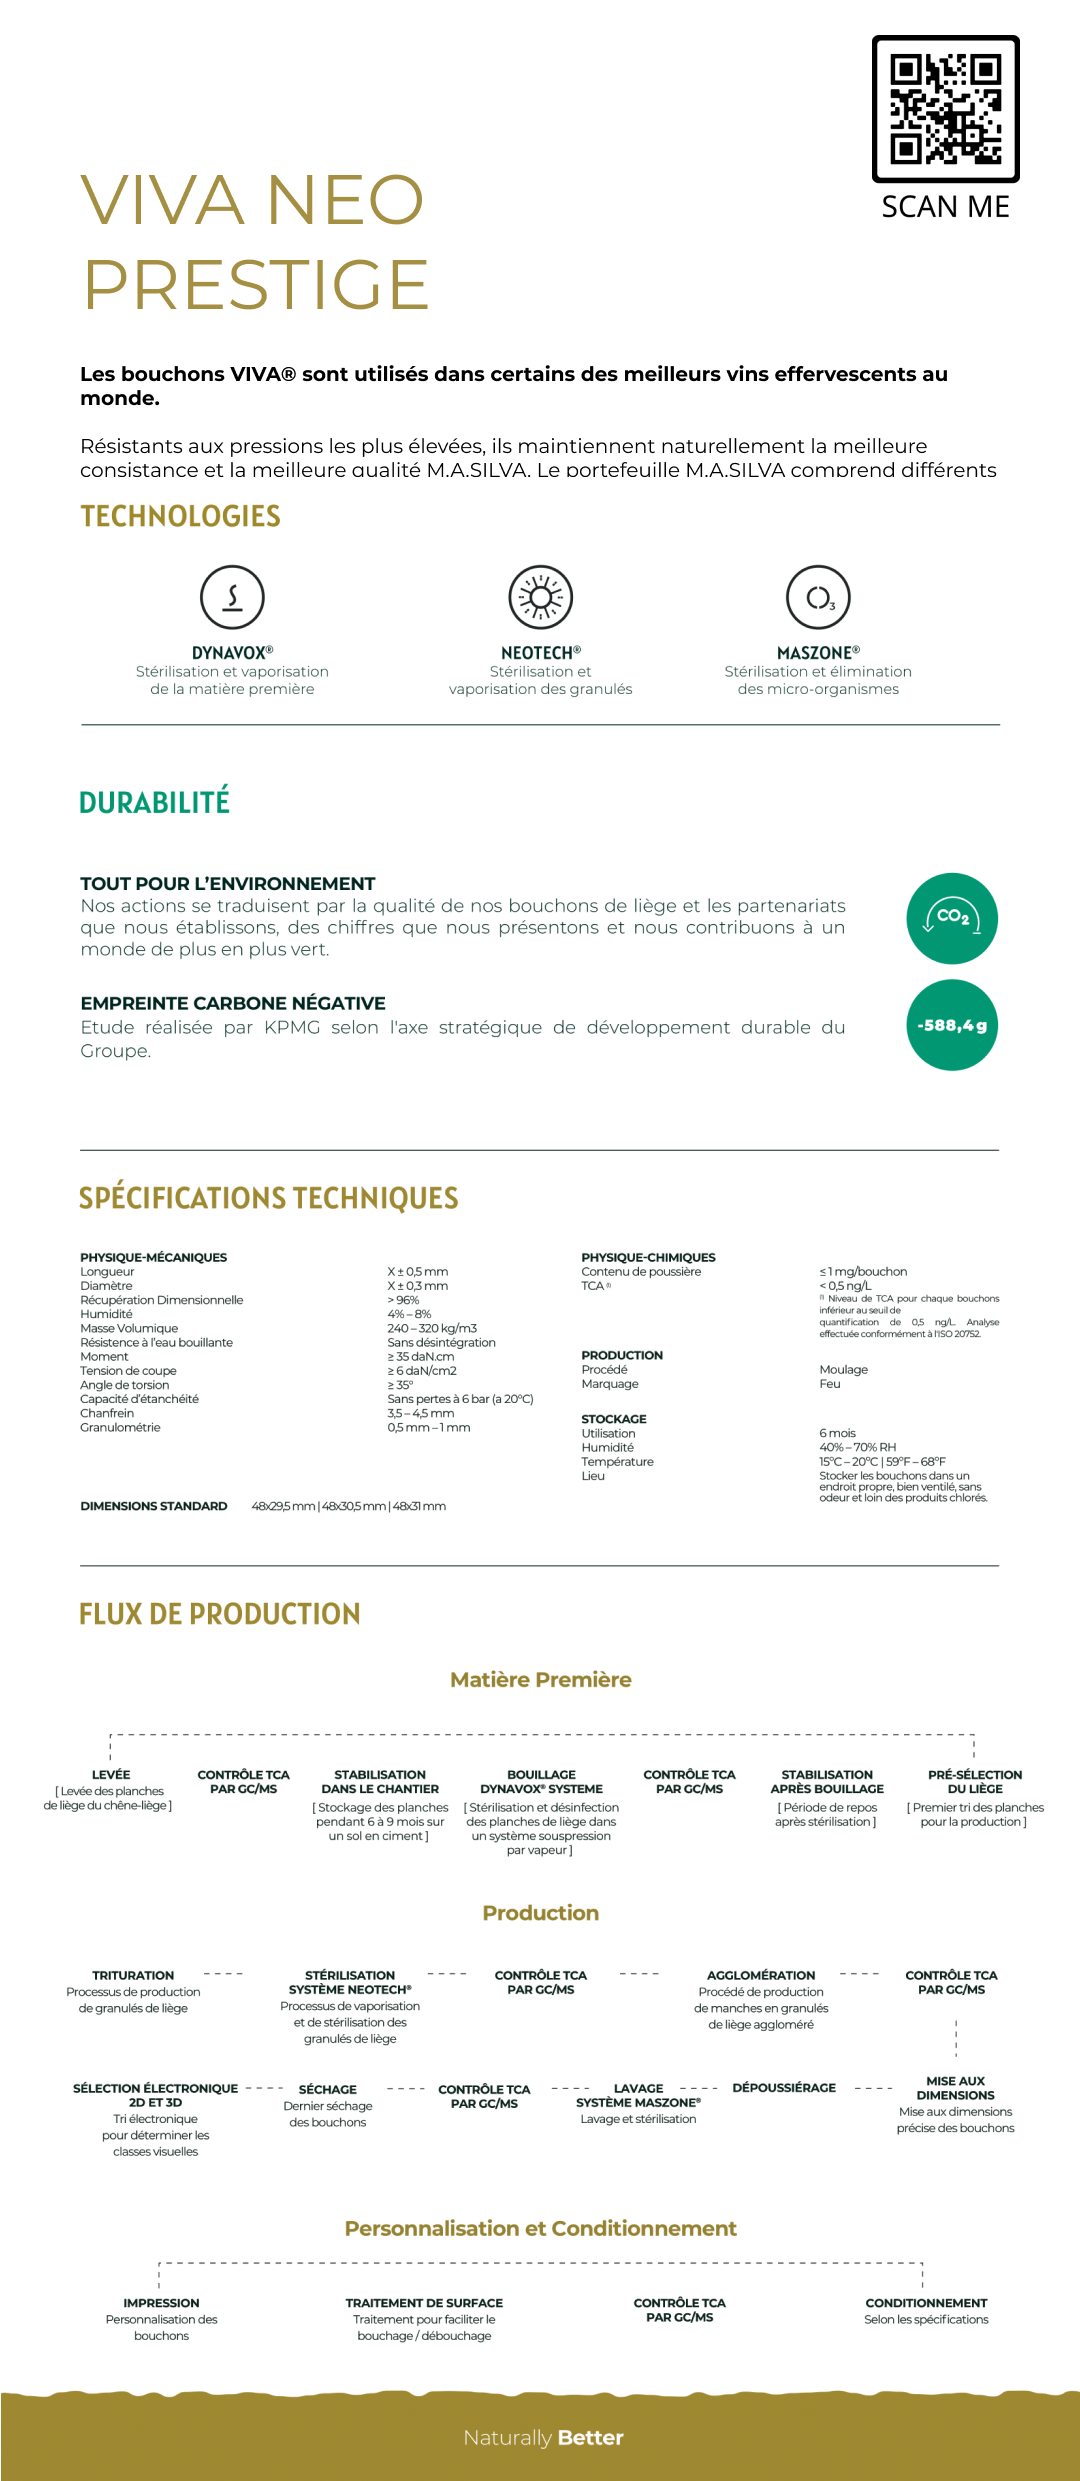 SCAN ME
VIVA NEO
PRESTIGE
Les bouchons VIVA® sont utilisés dans certains des meilleurs vins effervescents au
monde.
Résistants aux pressions les plus élevées, ils maintiennent naturellement la meilleure
consistance et la meilleure qualité M.A.SILVA. Le portefeuille M.A.SILVA comprend différents
TECHNOLOGIES
3
DYNAVOX®
Stérilisation et vaporisation
de la matière première
NEOTECH®
Stérilisation et
vaporisation des granulés
MASZONE®
Stérilisation et élimination
des micro-organismes
DURABILITÉ
TOUT POUR L'ENVIRONNEMENT
Nos actions se traduisent par la qualité de nos bouchons de liège et les partenariats
que nous établissons, des chiffres que nous présentons et nous contribuons à un
monde de plus en plus vert.
CO2
EMPREINTE CARBONE NÉGATIVE
Etude réalisée par KPMG selon l'axe stratégique de développement durable du
Groupe.
-588,4g
SPÉCIFICATIONS TECHNIQUES
PHYSIQUE-MÉCANIQUES
Longueur X ± 0,5 mm
Diamètre X ± 0,3 mm
Récupération Dimensionnelle > 96%
Humidité 4% – 8%
Masse Volumique 240 – 320 kg/m3
Résistence à l'eau bouillante Sans désintégration
Moment ≥ 35 daN.cm
Tension de coupe ≥ 6 daN/cm2
Angle de torsion ≥ 35º
Capacité d'étanchéité Sans pertes à 6 bar (a 20ºC)
Chanfrein 3,5 – 4,5 mm
Granulométrie 0,5 mm – 1 mm
DIMENSIONS STANDARD 48x29,5 mm | 48x30,5 mm | 48x31 mm
PHYSIQUE-CHIMIQUES
Contenu de poussière ≤ 1 mg/bouchon
TCA (1) < 0,5 ng/L
(1) Niveau de TCA pour chaque bouchons
inférieur au seuil de
quantification de 0,5 ng/L. Analyse
effectuée conformément à l'ISO 20752.
PRODUCTION
Procédé Moulage
Marquage Feu
STOCKAGE
Utilisation 6 mois
Humidité 40% – 70% RH
Température 15ºC – 20ºC | 59ºF – 68ºF
Lieu Stocker les bouchons dans un
endroit propre, bien ventilé, sans
odeur et loin des produits chlorés.
FLUX DE PRODUCTION
Matière Première
LEVÉE
[ Levée des planches
de liège du chêne-liège ]
CONTRÔLE TCA
PAR GC/MS
STABILISATION
DANS LE CHANTIER
[ Stockage des planches
pendant 6 à 9 mois sur
un sol en ciment ]
BOUILLAGE
DYNAVOX® SYSTEME
[ Stérilisation et désinfection
des planches de liège dans
un système souspression
par vapeur ]
CONTRÔLE TCA
PAR GC/MS
STABILISATION
APRÈS BOUILLAGE
[ Période de repos
après stérilisation ]
PRÉ-SÉLECTION
DU LIÈGE
[ Premier tri des planches
pour la production ]
Production
TRITURATION
Processus de production
de granulés de liège
STÉRILISATION
SYSTÈME NEOTECH®
Processus de vaporisation
et de stérilisation des
granulés de liège
CONTRÔLE TCA
PAR GC/MS
AGGLOMÉRATION
Procédé de production
de manches en granulés
de liège aggloméré
CONTRÔLE TCA
PAR GC/MS
SÉLECTION ÉLECTRONIQUE
2D ET 3D
Tri électronique
pour déterminer les
classes visuelles
SÉCHAGE
Dernier séchage
des bouchons
CONTRÔLE TCA
PAR GC/MS
LAVAGE
SYSTÈME MASZONE®
Lavage et stérilisation
DÉPOUSSIÉRAGE
MISE AUX
DIMENSIONS
Mise aux dimensions
précise des bouchons
Personnalisation et Conditionnement
IMPRESSION
Personnalisation des
bouchons
TRAITEMENT DE SURFACE
Traitement pour faciliter le
bouchage / débouchage
CONTRÔLE TCA
PAR GC/MS
CONDITIONNEMENT
Selon les spécifications
Naturally Better